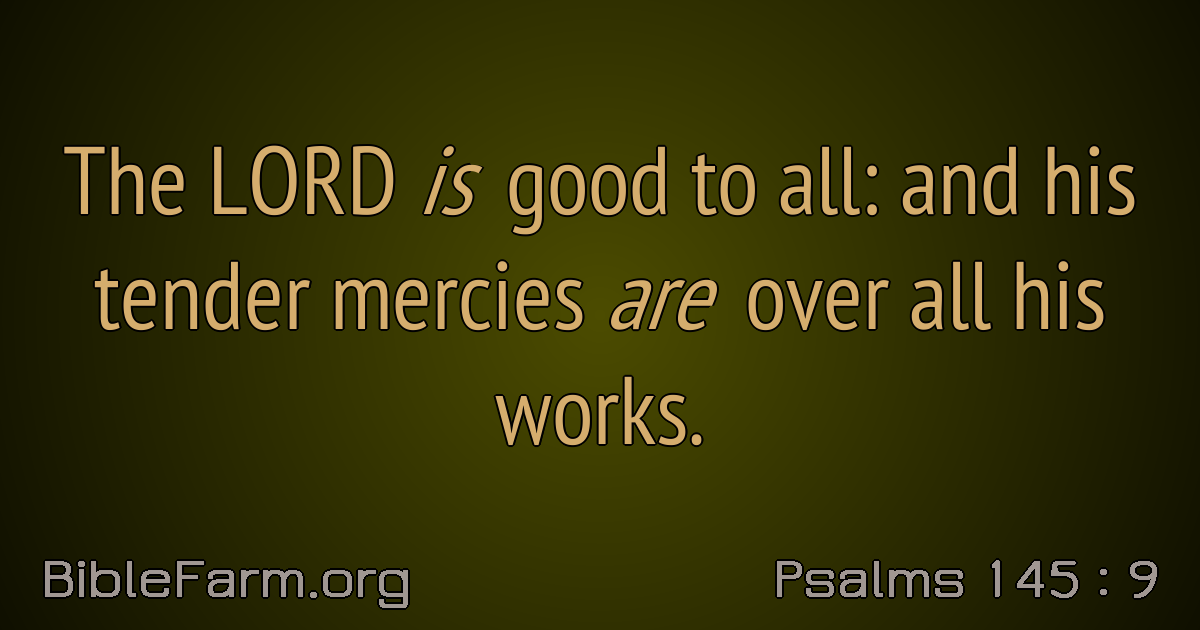 The LORD is good to all: and his
tender mercies are over all his
works.
BibleFarm.org
Psalms 145 : 9